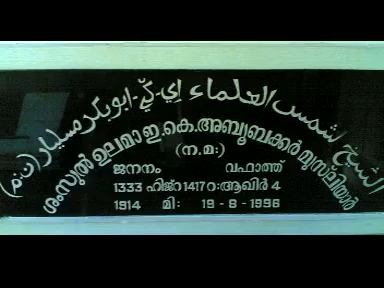 الشيخ شمس العلماء إي-كي-ابوبكر مسليار (ن.م)
ശംസുൽ ഉലമാ ഇ.കെ.അബൂബക്കർ മുസ്‌ലിയാർ
(ന.മ:)
ജനനം വഫാത്ത്
1333 ഹിജ്റ 1417 റ:ആഖിർ 4
1914 മി: 19-8-1996